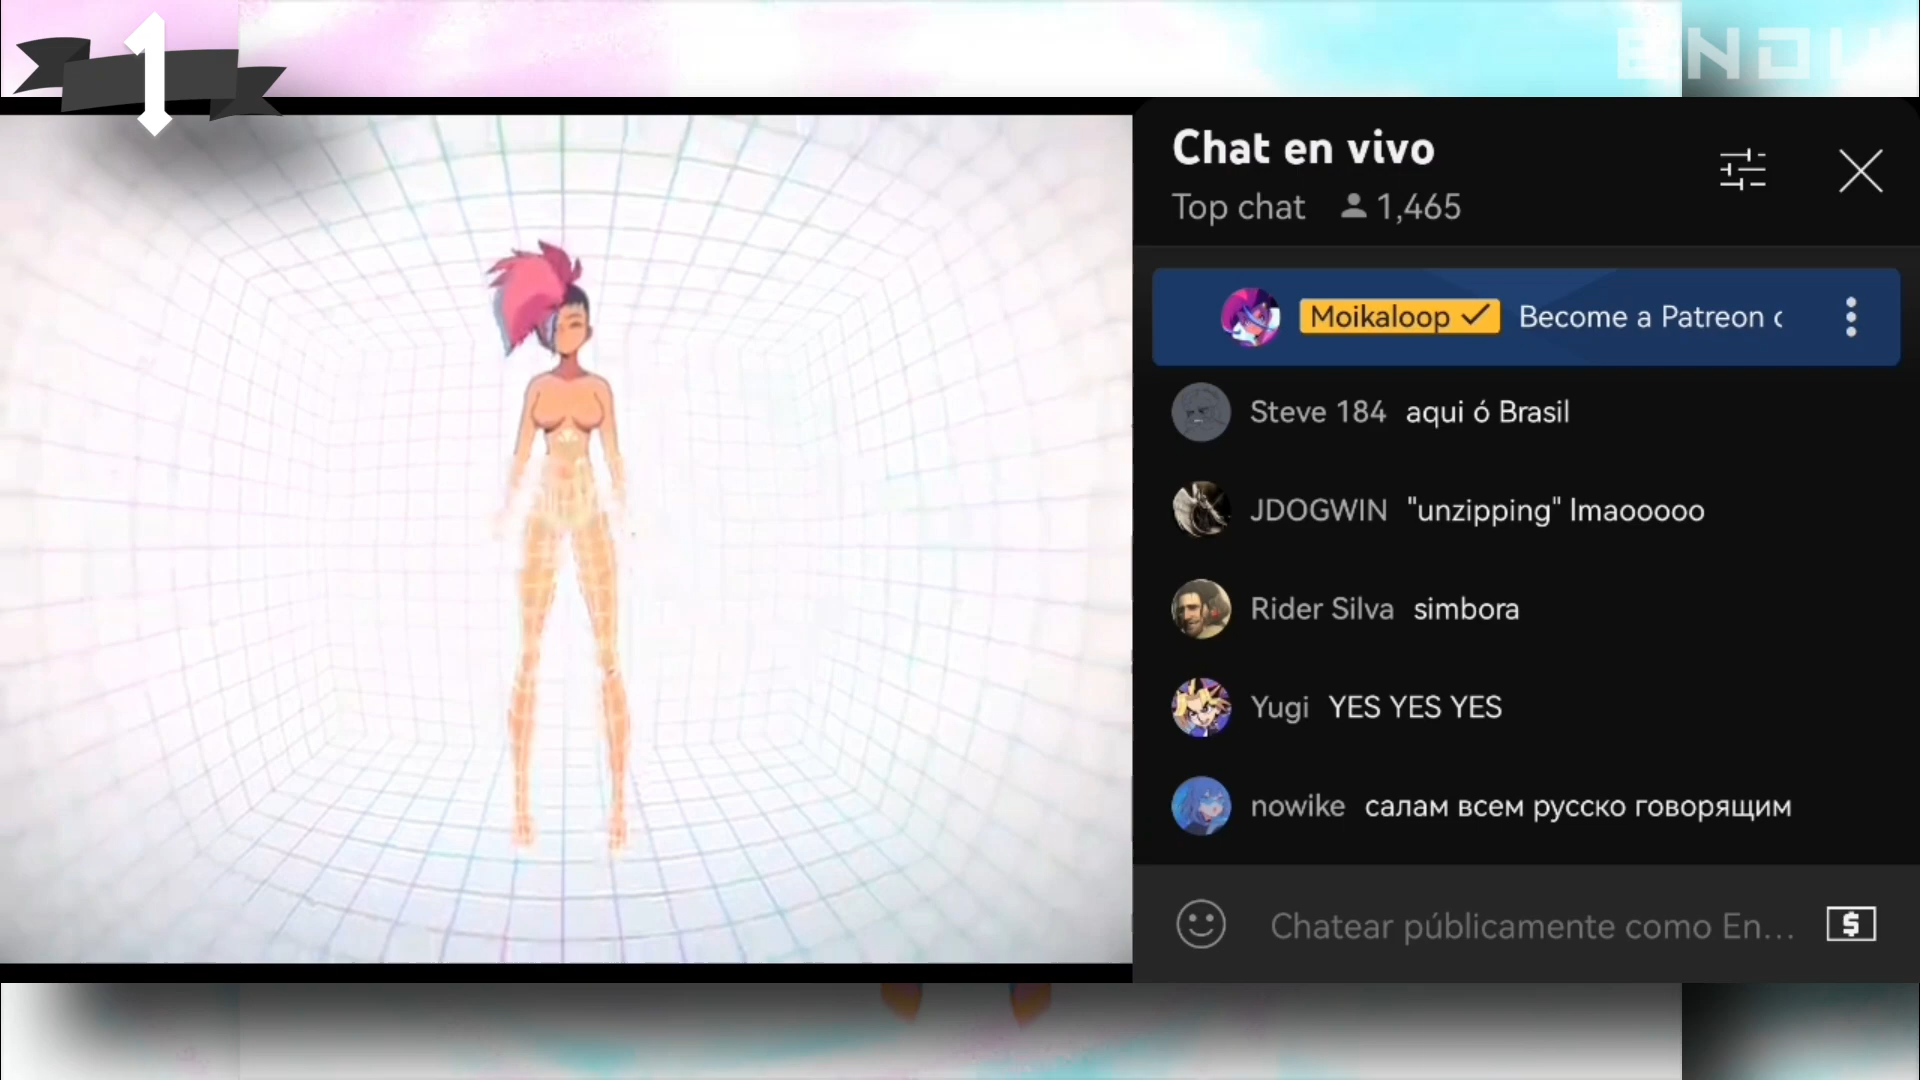 1
ENDU
Chat en vivo
Top chat 1,465
Moikaloop Become a Patreon
Steve 184 aqui ó Brasil
JDOGWIN "unzipping" lmaooooo
Rider Silva simbora
Yugi YES YES YES
nowike салам всем русско говорящим
Chatear públicamente como En...
$